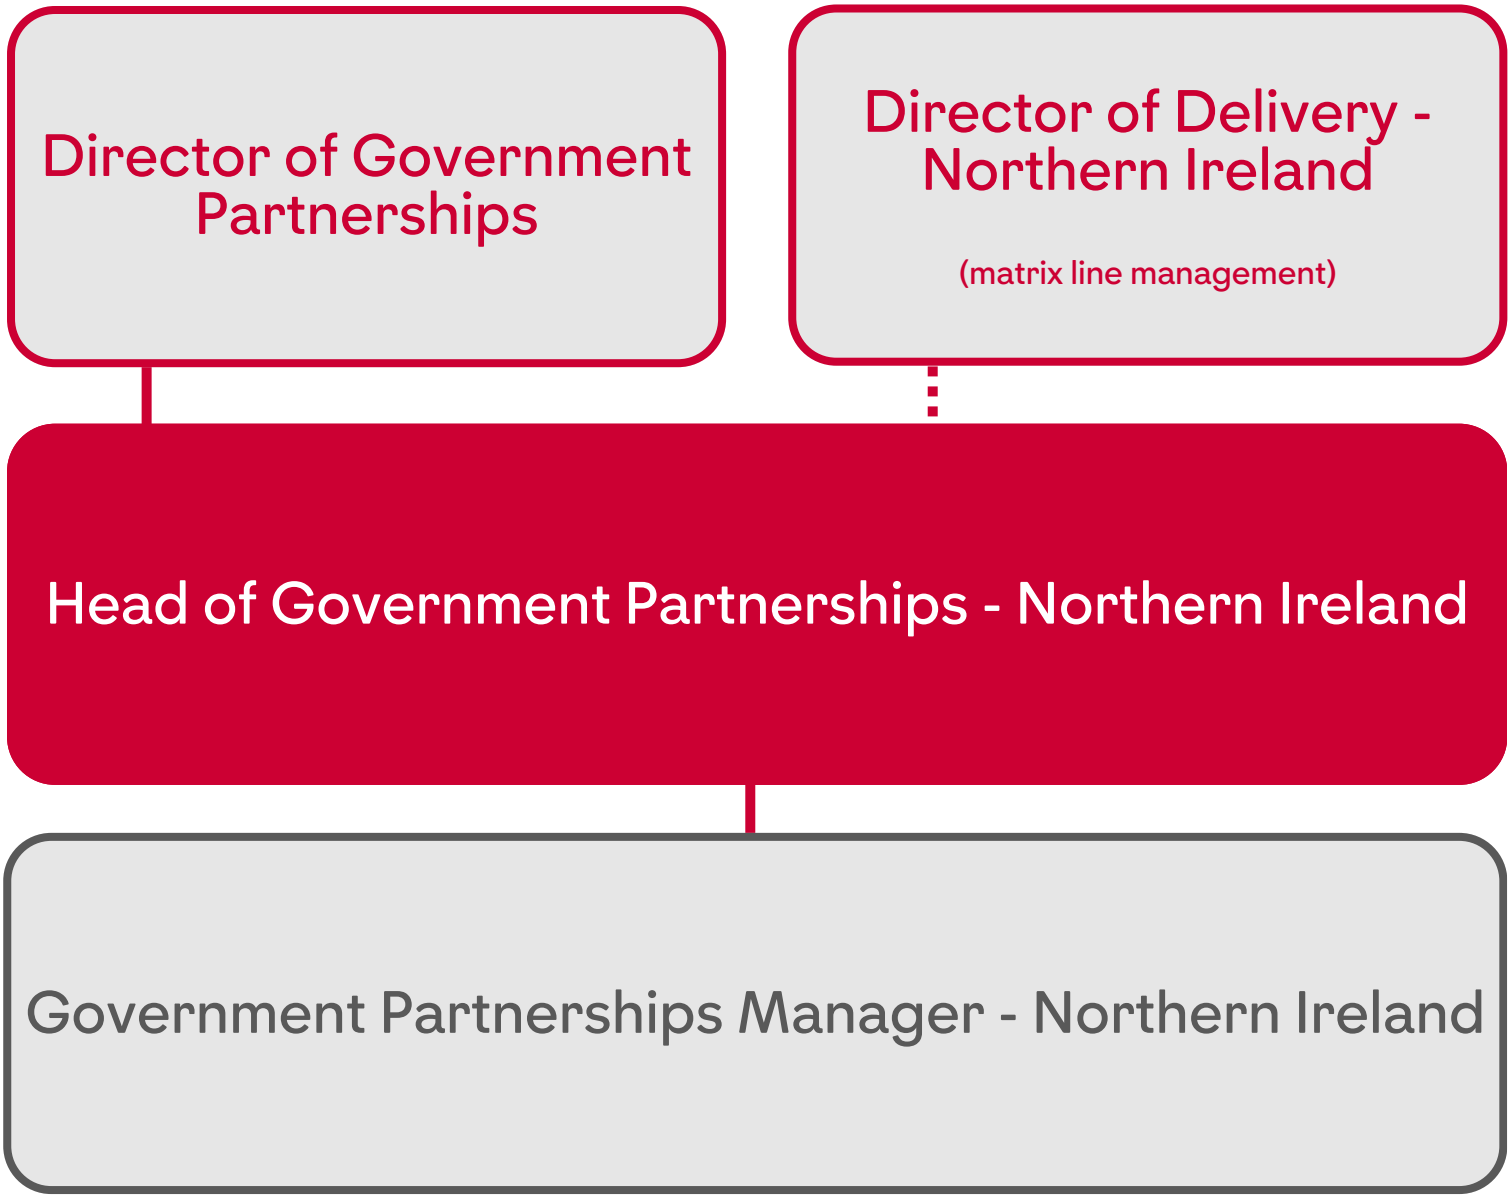 Director of Government
Partnerships
Director of Delivery -
Northern Ireland
(matrix line management)
Head of Government Partnerships - Northern Ireland
Government Partnerships Manager - Northern Ireland